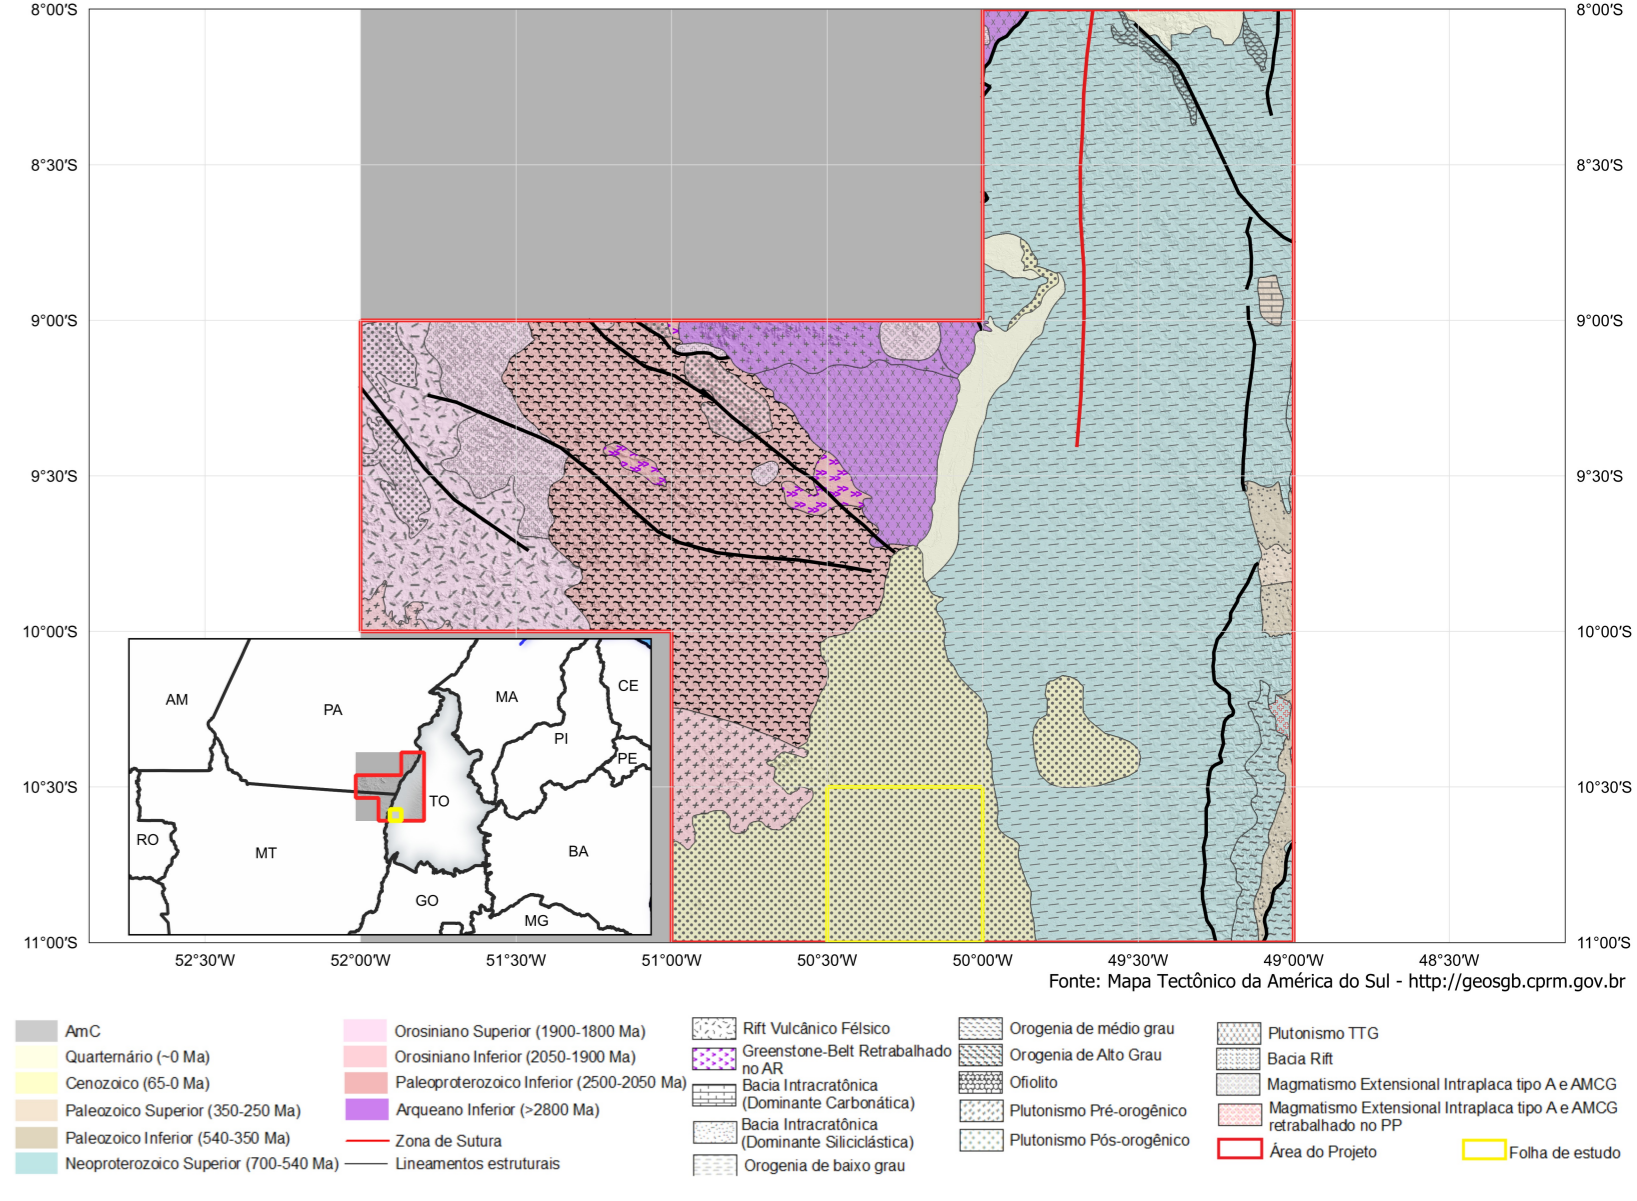 8°00′S
8°00′S
8°30′S
8°30′S
9°00′S
9°00′S
9°30′S
9°30′S
10°00′S
10°00′S
10°30′S
10°30′S
11°00′S
11°00′S
AM
PA
MA
CE
PI
PE
TO
RO
MT
BA
GO
MG
52°30′W
52°00′W
51°30′W
51°00′W
50°30′W
50°00′W
49°30′W
49°00′W
48°30′W
Fonte: Mapa Tectônico da América do Sul - http://geosgb.cprm.gov.br
AmC
Quarternário (~0 Ma)
Cenozoico (65-0 Ma)
Paleozoico Superior (350-250 Ma)
Paleozoico Inferior (540-350 Ma)
Neoproterozoico Superior (700-540 Ma)
Orosiniano Superior (1900-1800 Ma)
Orosiniano Inferior (2050-1900 Ma)
Paleoproterozoico Inferior (2500-2050 Ma)
Arqueano Inferior (>2800 Ma)
Zona de Sutura
Lineamentos estruturais
Rift Vulcânico Félsico
Greenstone-Belt Retrabalhado
no AR
Bacia Intracratônica
(Dominante Carbonática)
Bacia Intracratônica
(Dominante Siliciclástica)
Orogenia de baixo grau
Orogenia de médio grau
Orogenia de Alto Grau
Ofiolito
Plutonismo Pré-orogênico
Plutonismo Pós-orogênico
Plutonismo TTG
Bacia Rift
Magmatismo Extensional Intraplaca tipo A e AMCG
Magmatismo Extensional Intraplaca tipo A e AMCG
retrabalhado no PP
Área do Projeto
Folha de estudo